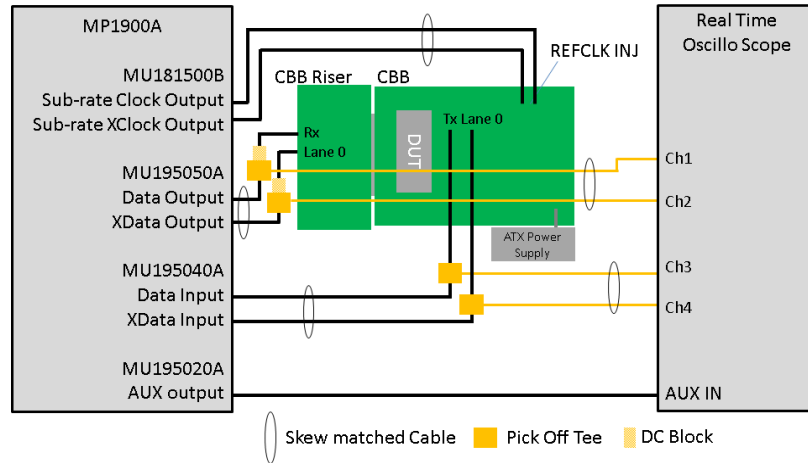 MP1900A
MU181500B
Sub-rate Clock Output
Sub-rate XClock Output
MU195050A
Data Output
XData Output
MU195040A
Data Input
XData Input
MU195020A
AUX output
CBB Riser
CBB
REFCLK INJ
Rx
Lane 0
Tx Lane 0
DUT
ATX Power
Supply
Real Time
Oscillo Scope
Ch1
Ch2
Ch3
Ch4
AUX IN
Skew matched Cable
Pick Off Tee
DC Block